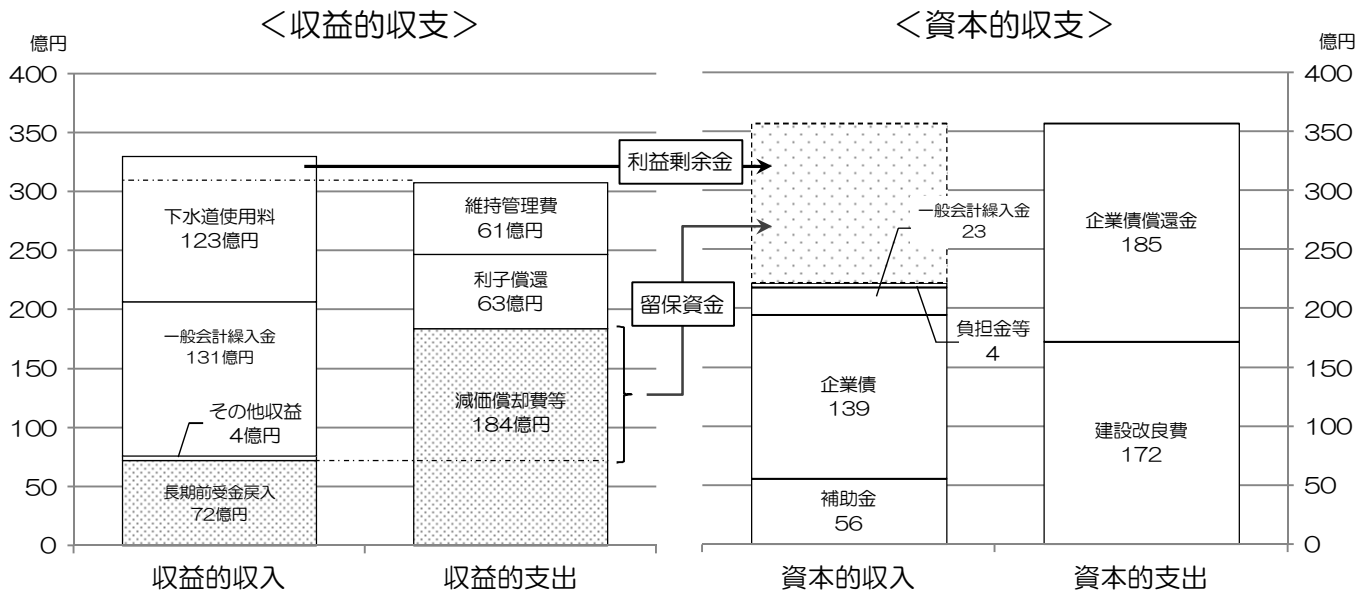 ＜収益的収支＞
億円
400
350
300
250
200
150
100
50
0
下水道使用料
123億円
一般会計繰入金
131億円
その他収益
4億円
長期前受金戻入
72億円
維持管理費
61億円
利子償還
63億円
減価償却費等
184億円
収益的収入
収益的支出
利益剰余金
留保資金
＜資本的収支＞
億円
400
350
300
250
200
150
100
50
0
一般会計繰入金
23
負担金等
4
企業債
139
補助金
56
企業債償還金
185
建設改良費
172
資本的収入
資本的支出